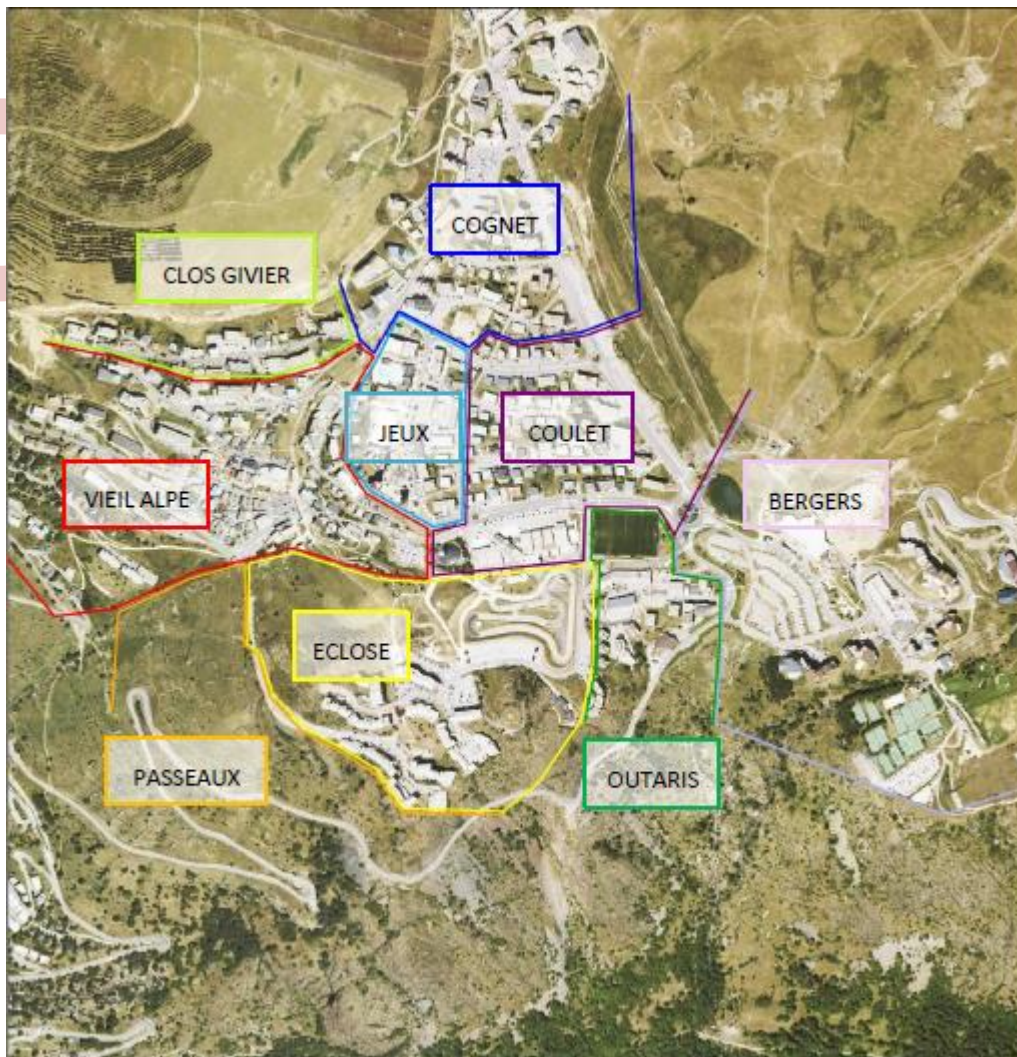 COGNET
CLOS GIVIER
JEUX
COULET
VIEIL ALPE
BERGERS
ECLOSE
PASSEAUX
OUTARIS